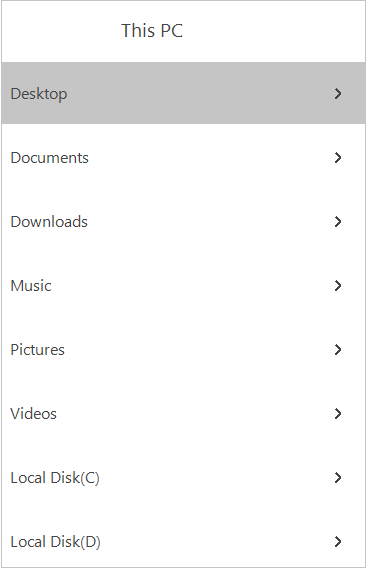 This PC
Desktop
Documents
Downloads
Music
Pictures
Videos
Local Disk(C)
Local Disk(D)